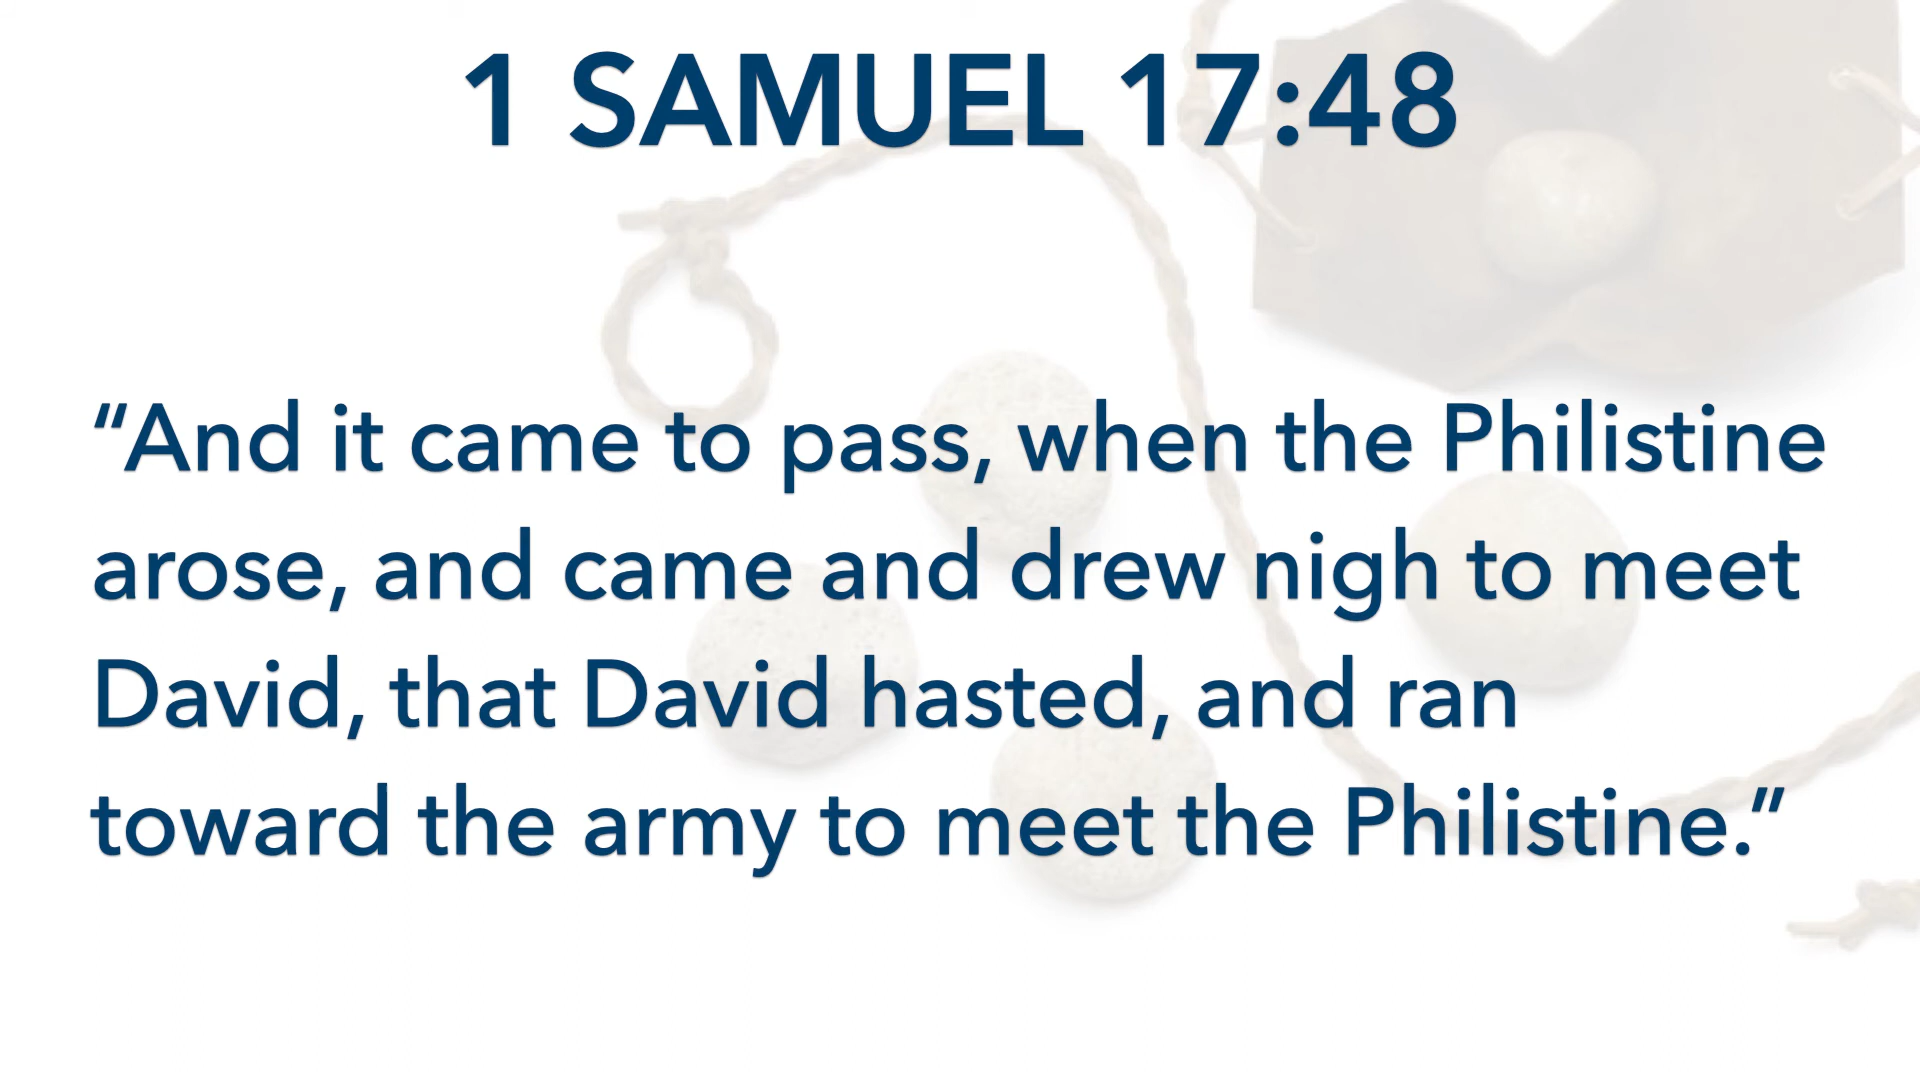 1 SAMUEL 17:48
“And it came to pass, when the Philistine
arose, and came and drew nigh to meet
David, that David hasted, and ran
toward the army to meet the Philistine.”